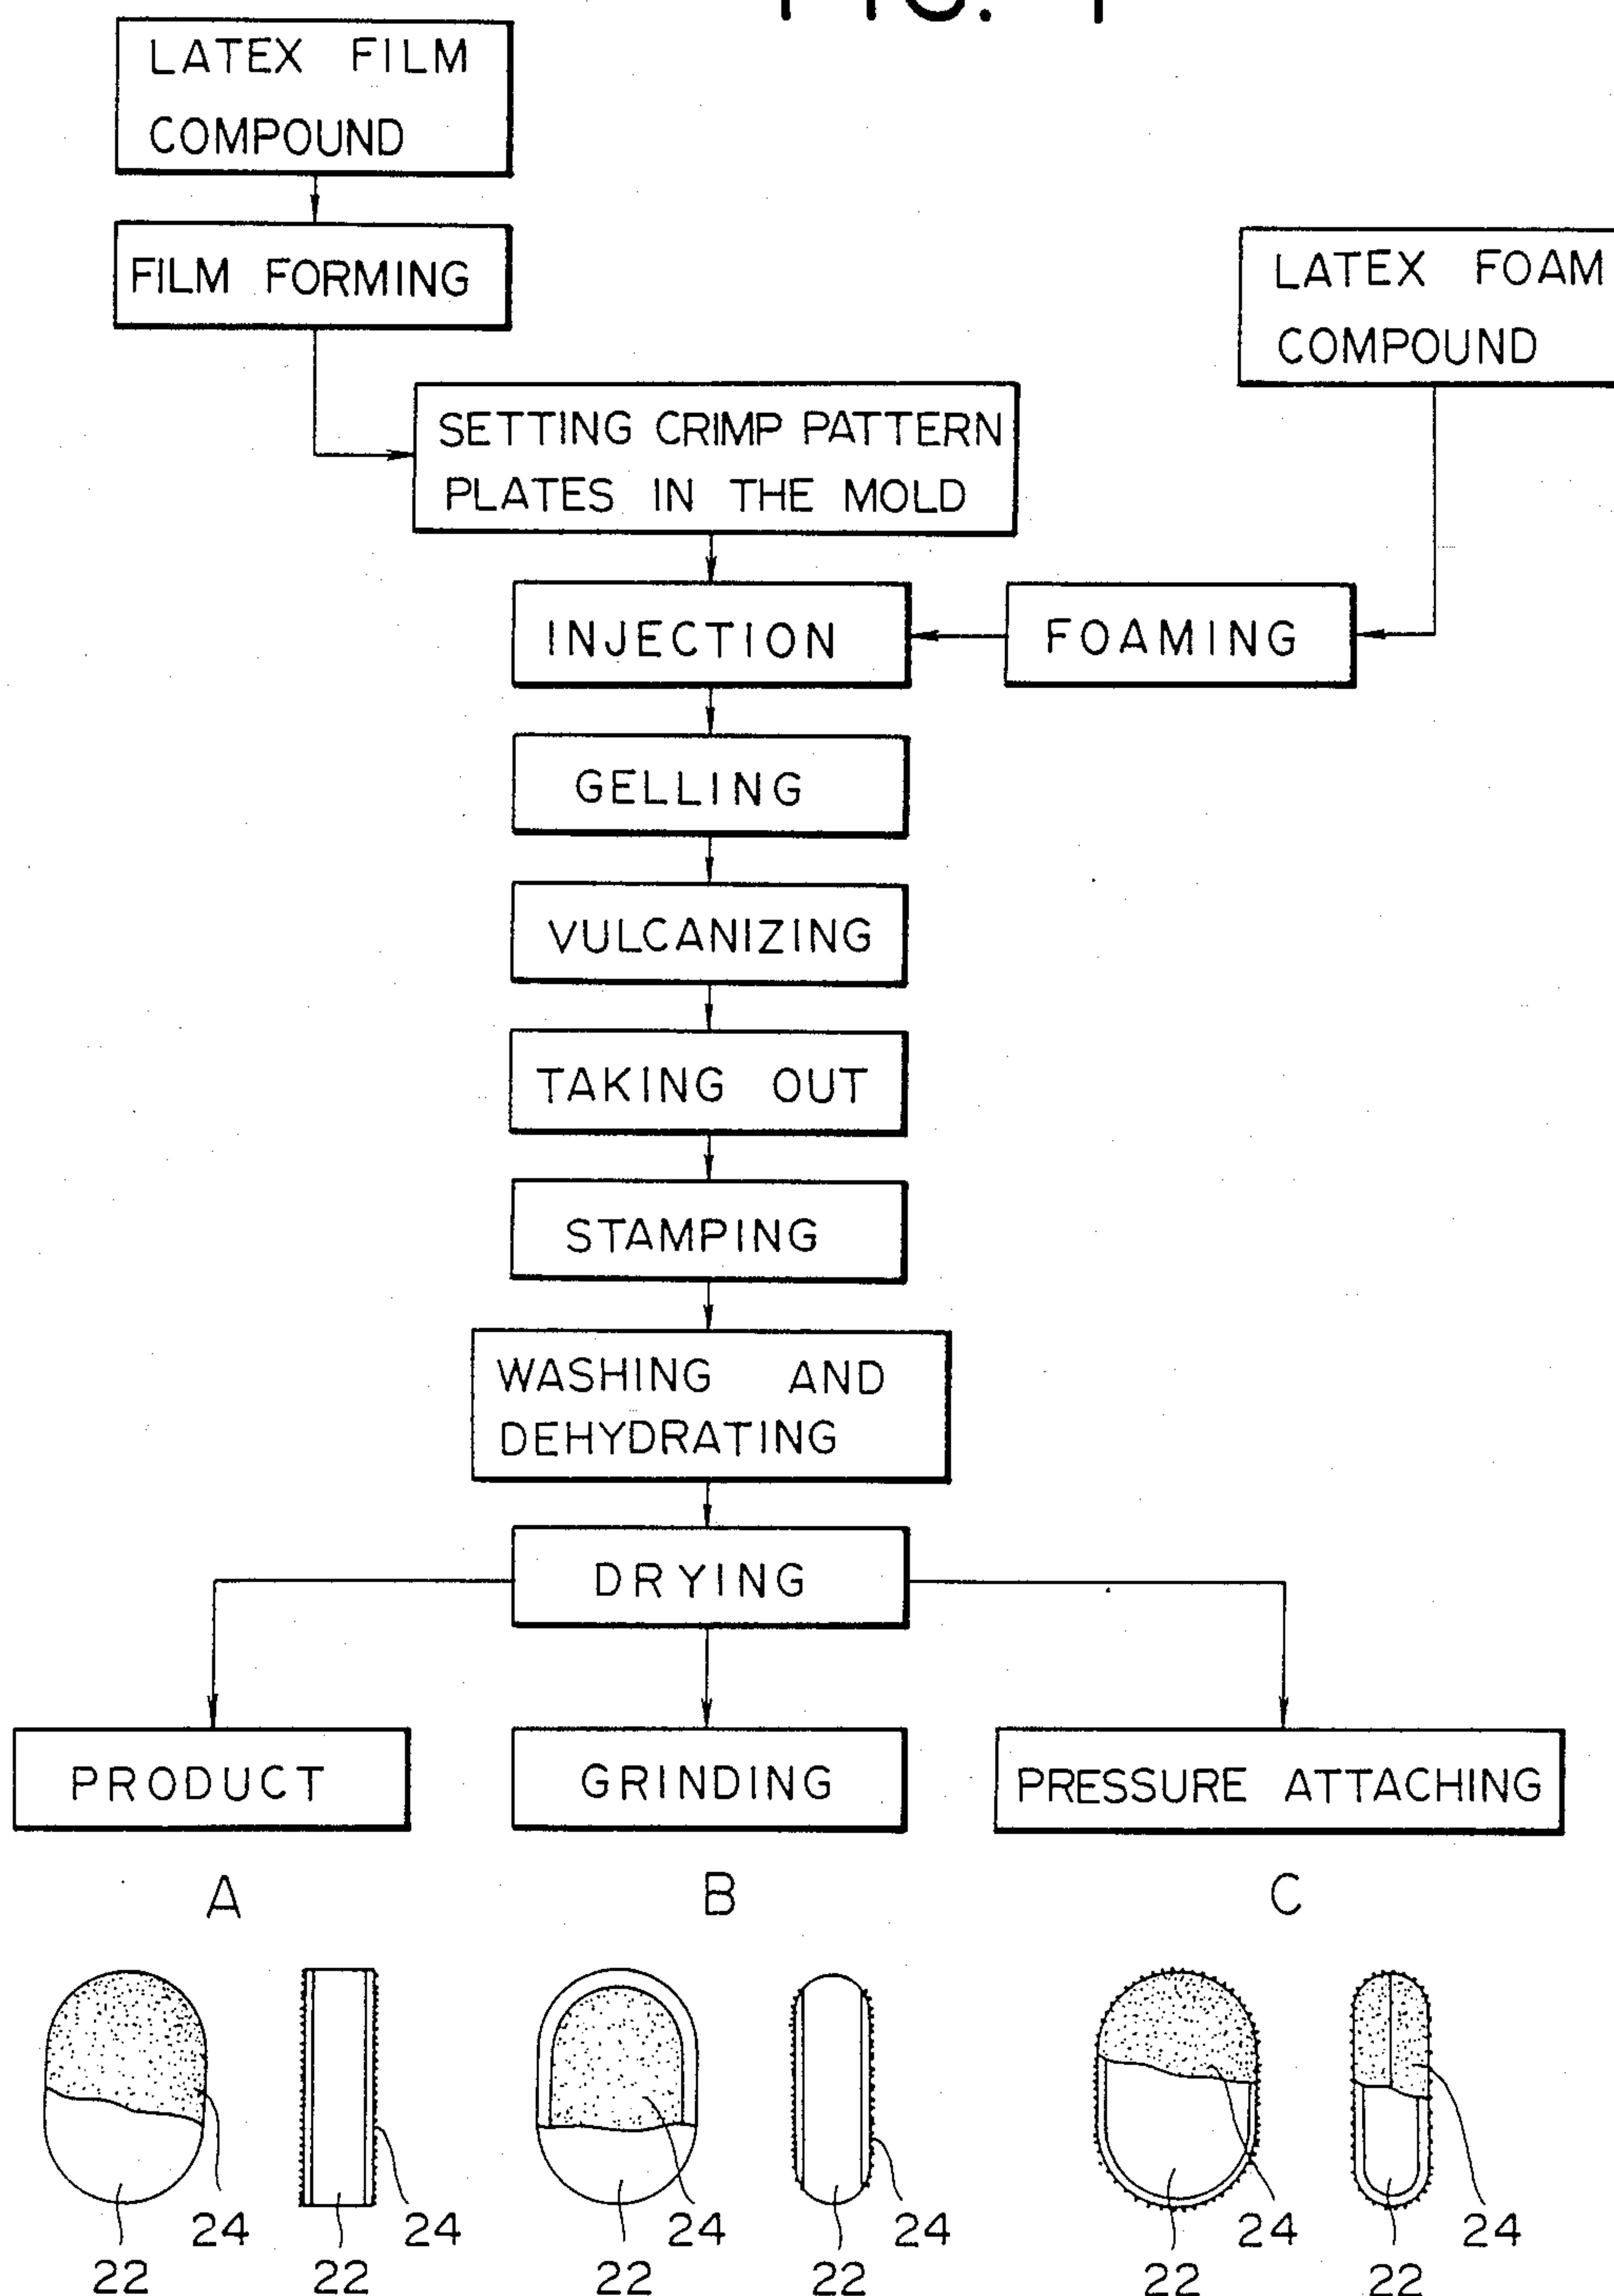 FIG. 1
LATEX FILM
COMPOUND
FILM FORMING
LATEX FOAM
COMPOUND
SETTING CRIMP PATTERN
PLATES IN THE MOLD
INJECTION
FOAMING
GELLING
VULCANIZING
TAKING OUT
STAMPING
WASHING AND
DEHYDRATING
DRYING
PRODUCT
GRINDING
PRESSURE ATTACHING
A
B
C
24
24
24
24
24
24
22
22
22
22
22
22